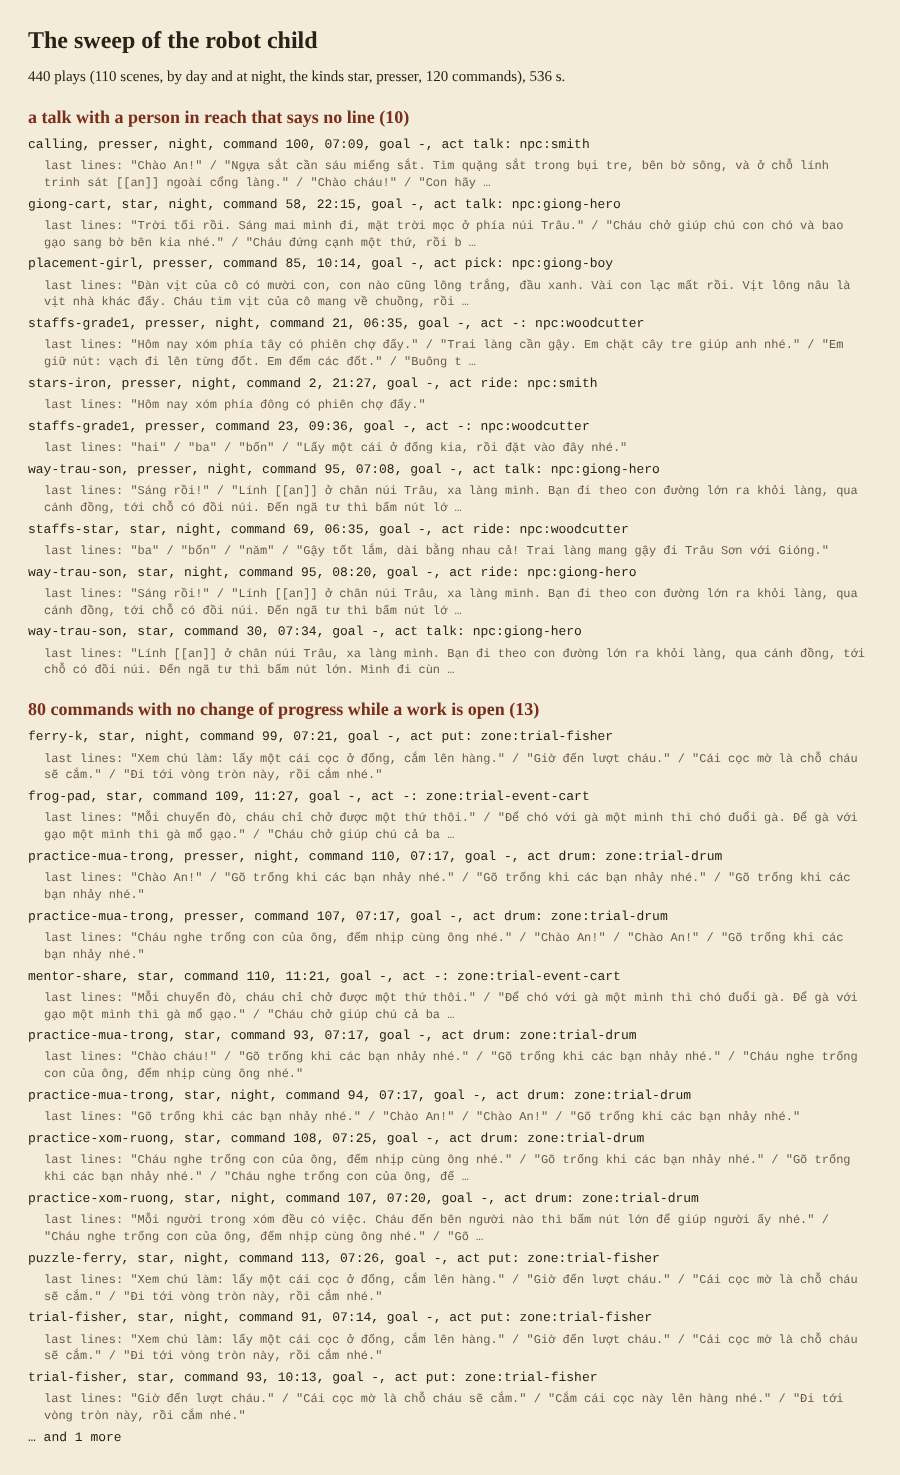 The sweep of the robot child
440 plays (110 scenes, by day and at night, the kinds star, presser, 120 commands), 536 s.
a talk with a person in reach that says no line (10)
calling, presser, night, command 100, 07:09, goal -, act talk: npc:smith
last lines: "Chào An!" / "Ngựa sắt cần sáu miếng sắt. Tìm quặng sắt trong bụi tre, bên bờ sông, và ở chỗ lính
trinh sát [[an]] ngoài cổng làng." / "Chào cháu!" / "Con hãy …
giong-cart, star, night, command 58, 22:15, goal -, act talk: npc:giong-hero
last lines: "Trời tối rồi. Sáng mai mình đi, mặt trời mọc ở phía núi Trâu." / "Cháu chở giúp chú con chó và bao
gạo sang bờ bên kia nhé." / "Cháu đứng cạnh một thứ, rồi b …
placement-girl, presser, command 85, 10:14, goal -, act pick: npc:giong-boy
last lines: "Đàn vịt của cô có mười con, con nào cũng lông trắng, đầu xanh. Vài con lạc mất rồi. Vịt lông nâu là
vịt nhà khác đấy. Cháu tìm vịt của cô mang về chuồng, rồi …
staffs-grade1, presser, night, command 21, 06:35, goal -, act -: npc:woodcutter
last lines: "Hôm nay xóm phía tây có phiên chợ đấy." / "Trai làng cần gậy. Em chặt cây tre giúp anh nhé." / "Em
giữ nút: vạch đi lên từng đốt. Em đếm các đốt." / "Buông t …
stars-iron, presser, night, command 2, 21:27, goal -, act ride: npc:smith
last lines: "Hôm nay xóm phía đông có phiên chợ đấy."
staffs-grade1, presser, command 23, 09:36, goal -, act -: npc:woodcutter
last lines: "hai" / "ba" / "bốn" / "Lấy một cái ở đống kia, rồi đặt vào đây nhé."
way-trau-son, presser, night, command 95, 07:08, goal -, act talk: npc:giong-hero
last lines: "Sáng rồi!" / "Lính [[an]] ở chân núi Trâu, xa làng mình. Bạn đi theo con đường lớn ra khỏi làng, qua
cánh đồng, tới chỗ có đồi núi. Đến ngã tư thì bấm nút lớ …
staffs-star, star, night, command 69, 06:35, goal -, act ride: npc:woodcutter
last lines: "ba" / "bốn" / "năm" / "Gậy tốt lắm, dài bằng nhau cả! Trai làng mang gậy đi Trâu Sơn với Gióng."
way-trau-son, star, night, command 95, 08:20, goal -, act ride: npc:giong-hero
last lines: "Sáng rồi!" / "Lính [[an]] ở chân núi Trâu, xa làng mình. Bạn đi theo con đường lớn ra khỏi làng, qua
cánh đồng, tới chỗ có đồi núi. Đến ngã tư thì bấm nút lớ …
way-trau-son, star, command 30, 07:34, goal -, act talk: npc:giong-hero
last lines: "Lính [[an]] ở chân núi Trâu, xa làng mình. Bạn đi theo con đường lớn ra khỏi làng, qua cánh đồng, tới
chỗ có đồi núi. Đến ngã tư thì bấm nút lớn. Mình đi cùn …
80 commands with no change of progress while a work is open (13)
ferry-k, star, night, command 99, 07:21, goal -, act put: zone:trial-fisher
last lines: "Xem chú làm: lấy một cái cọc ở đống, cắm lên hàng." / "Giờ đến lượt cháu." / "Cái cọc mờ là chỗ cháu
sẽ cắm." / "Đi tới vòng tròn này, rồi cắm nhé."
frog-pad, star, command 109, 11:27, goal -, act -: zone:trial-event-cart
last lines: "Mỗi chuyến đò, cháu chỉ chở được một thứ thôi." / "Để chó với gà một mình thì chó đuổi gà. Để gà với
gạo một mình thì gà mổ gạo." / "Cháu chở giúp chú cả ba …
practice-mua-trong, presser, night, command 110, 07:17, goal -, act drum: zone:trial-drum
last lines: "Chào An!" / "Gõ trống khi các bạn nhảy nhé." / "Gõ trống khi các bạn nhảy nhé." / "Gõ trống khi các
bạn nhảy nhé."
practice-mua-trong, presser, command 107, 07:17, goal -, act drum: zone:trial-drum
last lines: "Cháu nghe trống con của ông, đếm nhịp cùng ông nhé." / "Chào An!" / "Chào An!" / "Gõ trống khi các
bạn nhảy nhé."
mentor-share, star, command 110, 11:21, goal -, act -: zone:trial-event-cart
last lines: "Mỗi chuyến đò, cháu chỉ chở được một thứ thôi." / "Để chó với gà một mình thì chó đuổi gà. Để gà với
gạo một mình thì gà mổ gạo." / "Cháu chở giúp chú cả ba …
practice-mua-trong, star, command 93, 07:17, goal -, act drum: zone:trial-drum
last lines: "Chào cháu!" / "Gõ trống khi các bạn nhảy nhé." / "Gõ trống khi các bạn nhảy nhé." / "Cháu nghe trống
con của ông, đếm nhịp cùng ông nhé."
practice-mua-trong, star, night, command 94, 07:17, goal -, act drum: zone:trial-drum
last lines: "Gõ trống khi các bạn nhảy nhé." / "Chào An!" / "Chào An!" / "Gõ trống khi các bạn nhảy nhé."
practice-xom-ruong, star, command 108, 07:25, goal -, act drum: zone:trial-drum
last lines: "Cháu nghe trống con của ông, đếm nhịp cùng ông nhé." / "Gõ trống khi các bạn nhảy nhé." / "Gõ trống
khi các bạn nhảy nhé." / "Cháu nghe trống con của ông, đế …
practice-xom-ruong, star, night, command 107, 07:20, goal -, act drum: zone:trial-drum
last lines: "Mỗi người trong xóm đều có việc. Cháu đến bên người nào thì bấm nút lớn để giúp người ấy nhé." /
"Cháu nghe trống con của ông, đếm nhịp cùng ông nhé." / "Gõ …
puzzle-ferry, star, night, command 113, 07:26, goal -, act put: zone:trial-fisher
last lines: "Xem chú làm: lấy một cái cọc ở đống, cắm lên hàng." / "Giờ đến lượt cháu." / "Cái cọc mờ là chỗ cháu
sẽ cắm." / "Đi tới vòng tròn này, rồi cắm nhé."
trial-fisher, star, night, command 91, 07:14, goal -, act put: zone:trial-fisher
last lines: "Xem chú làm: lấy một cái cọc ở đống, cắm lên hàng." / "Giờ đến lượt cháu." / "Cái cọc mờ là chỗ cháu
sẽ cắm." / "Đi tới vòng tròn này, rồi cắm nhé."
trial-fisher, star, command 93, 10:13, goal -, act put: zone:trial-fisher
last lines: "Giờ đến lượt cháu." / "Cái cọc mờ là chỗ cháu sẽ cắm." / "Cắm cái cọc này lên hàng nhé." / "Đi tới
vòng tròn này, rồi cắm nhé."
… and 1 more